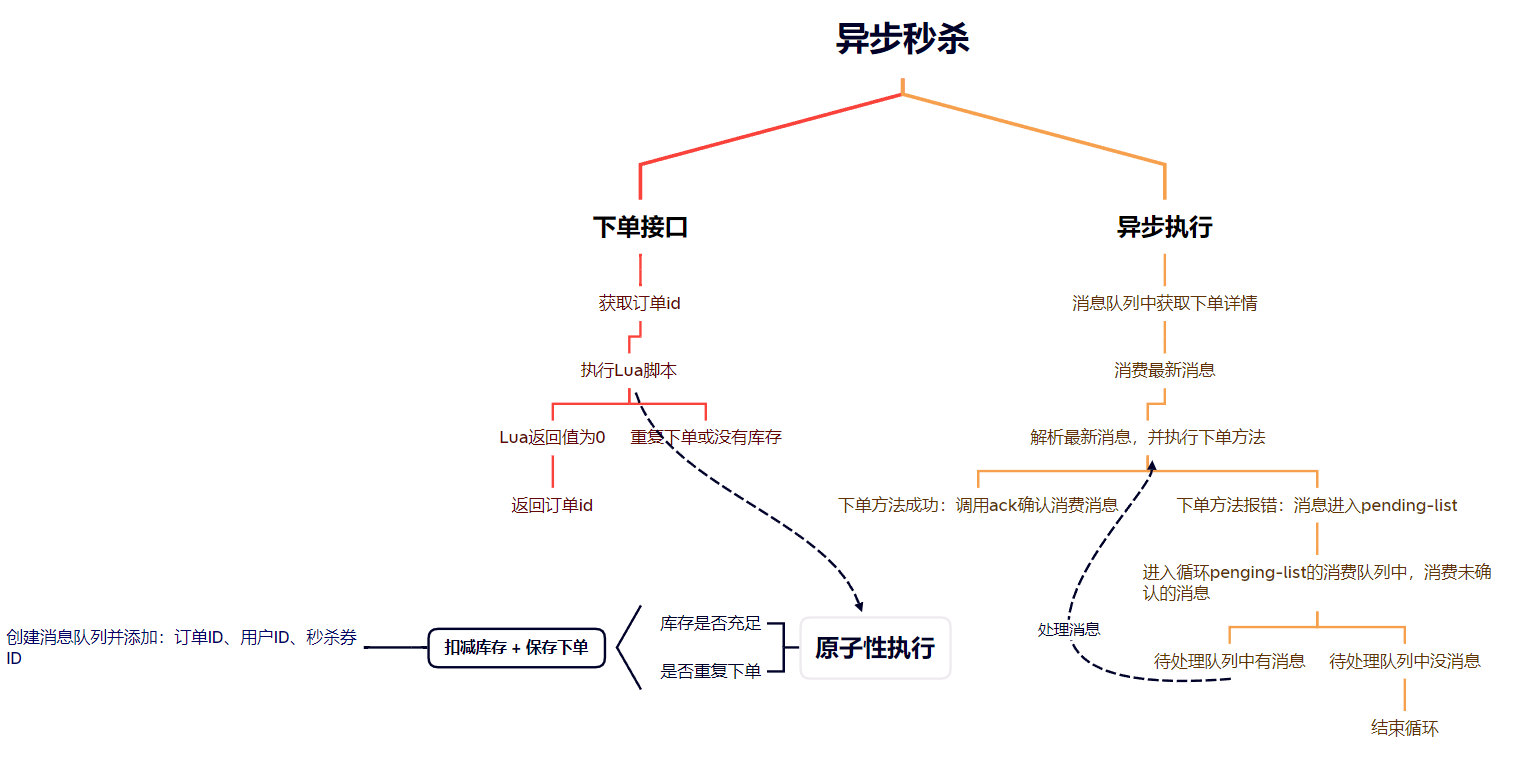 异步秒杀
下单接口
异步执行
获取订单id
消息队列中获取下单详情
执行Lua脚本
消费最新消息
Lua返回值为0
重复下单或没有库存
解析最新消息，并执行下单方法
返回订单id
下单方法成功：调用ack确认消费消息
下单方法报错：消息进入pending-list
进入循环penging-list的消费队列中，消费未确
认的消息
创建消息队列并添加：订单ID、用户ID、秒杀券
ID
扣减库存 + 保存下单
库存是否充足
是否重复下单
原子性执行
处理消息
待处理队列中有消息
待处理队列中没消息
结束循环